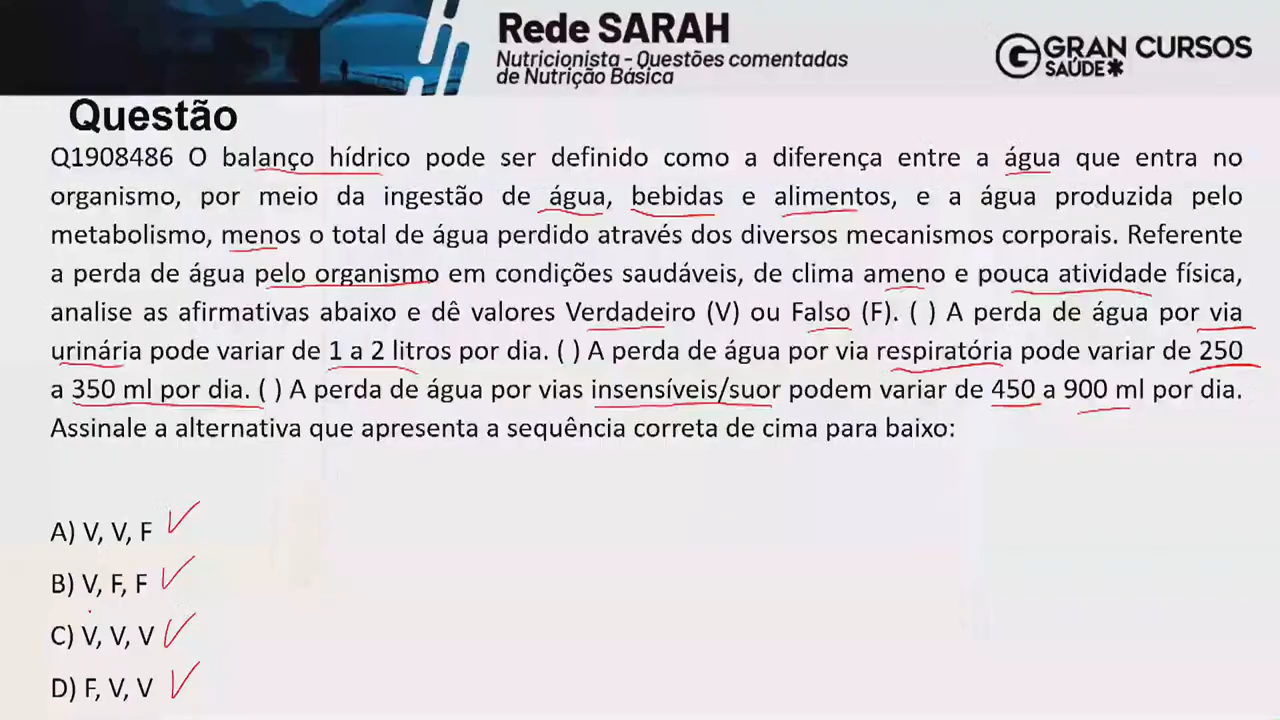 Rede SARAH
Nutricionista - Questões comentadas
de Nutrição Básica
GRAN CURSOS
SAÚDE
Questão
Q1908486 O balanço hídrico pode ser definido como a diferença entre a água que entra no
organismo, por meio da ingestão de água, bebidas e alimentos, e a água produzida pelo
metabolismo, menos o total de água perdido através dos diversos mecanismos corporais. Referente
a perda de água pelo organismo em condições saudáveis, de clima ameno e pouca atividade física,
analise as afirmativas abaixo e dê valores Verdadeiro (V) ou Falso (F). ( ) A perda de água por via
urinária pode variar de 1 a 2 litros por dia. ( ) A perda de água por via respiratória pode variar de 250
a 350 ml por dia. ( ) A perda de água por vias insensíveis/suor podem variar de 450 a 900 ml por dia.
Assinale a alternativa que apresenta a sequência correta de cima para baixo:
A) V, V, F
B) V, F, F
C) V, V, V
D) F, V, V